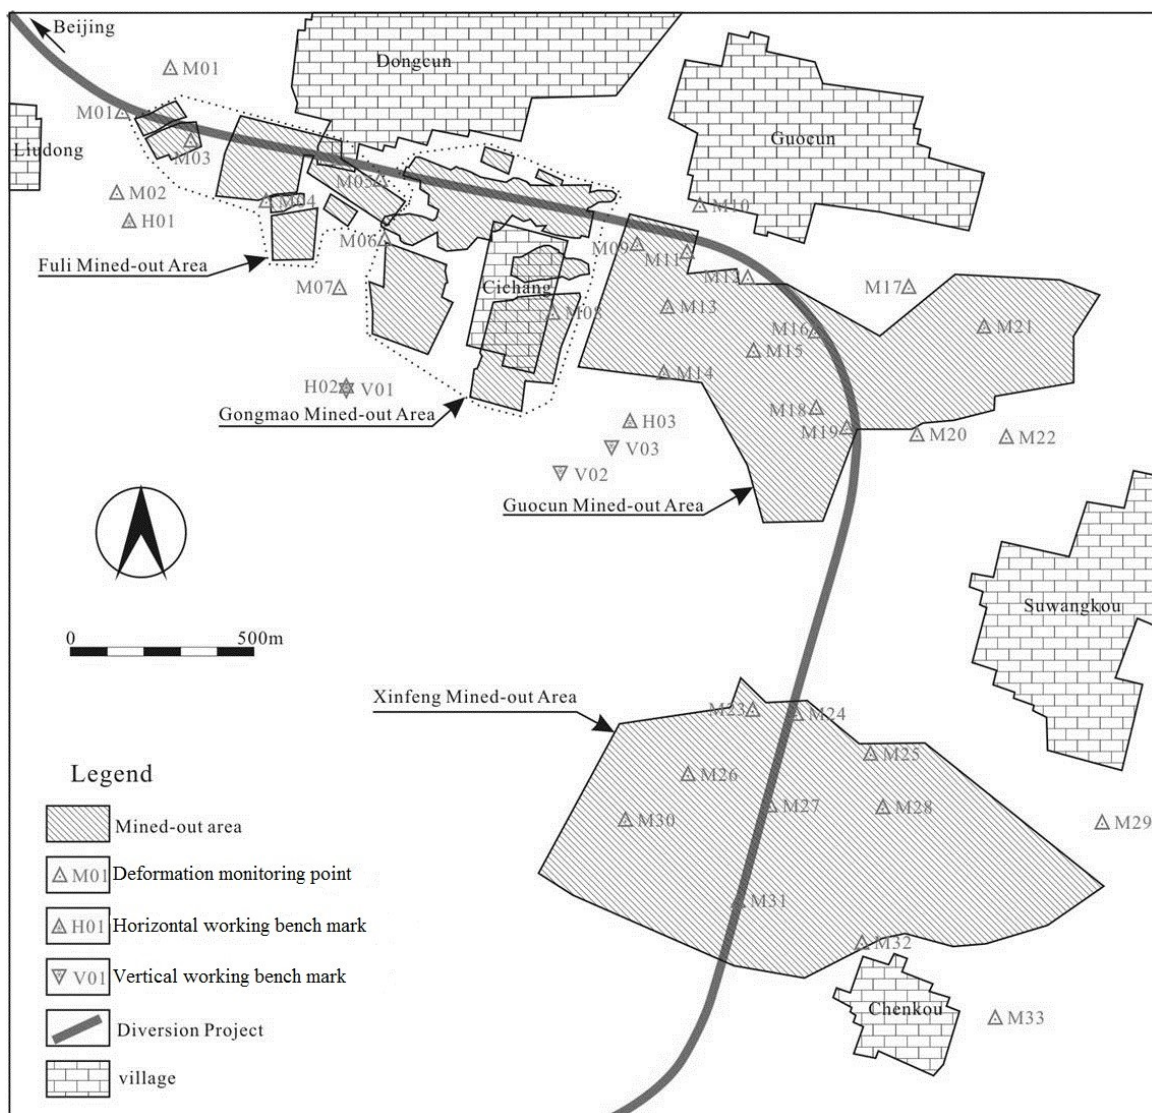 Beijing
M01
Dongcun
M01
Guocun
Liudong
M03
M05
M02
M04
M10
H01
M06
M09
M11
Fuli Mined-out Area
M12
M07
Cichang
M17
M13
M08
M16
M21
M15
M14
H02
V01
M18
Gongmao Mined-out Area
H03
M19
M20
M22
V03
V02
Guocun Mined-out Area
Suwangkou
0
500m
Xinfeng Mined-out Area
M23
M24
M25
Legend
M26
M27
M28
M30
M29
Mined-out area
M01 Deformation monitoring point
M31
H01 Horizontal working bench mark
M32
V01 Vertical working bench mark
Chenkou
M33
Diversion Project
village